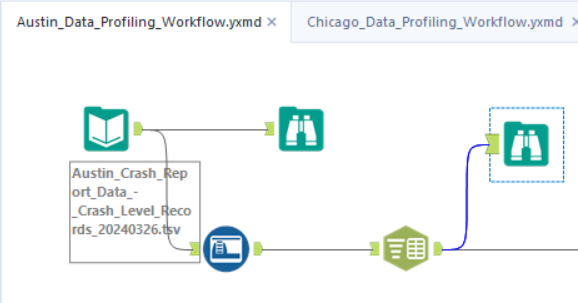 Austin_Data_Profiling_Workflow.yxmd ×
Chicago_Data_Profiling_Workflow.yxmd ×
Austin_Crash_Rep
ort_Data_-
_Crash_Level_Reco
rds_20240326.tsv